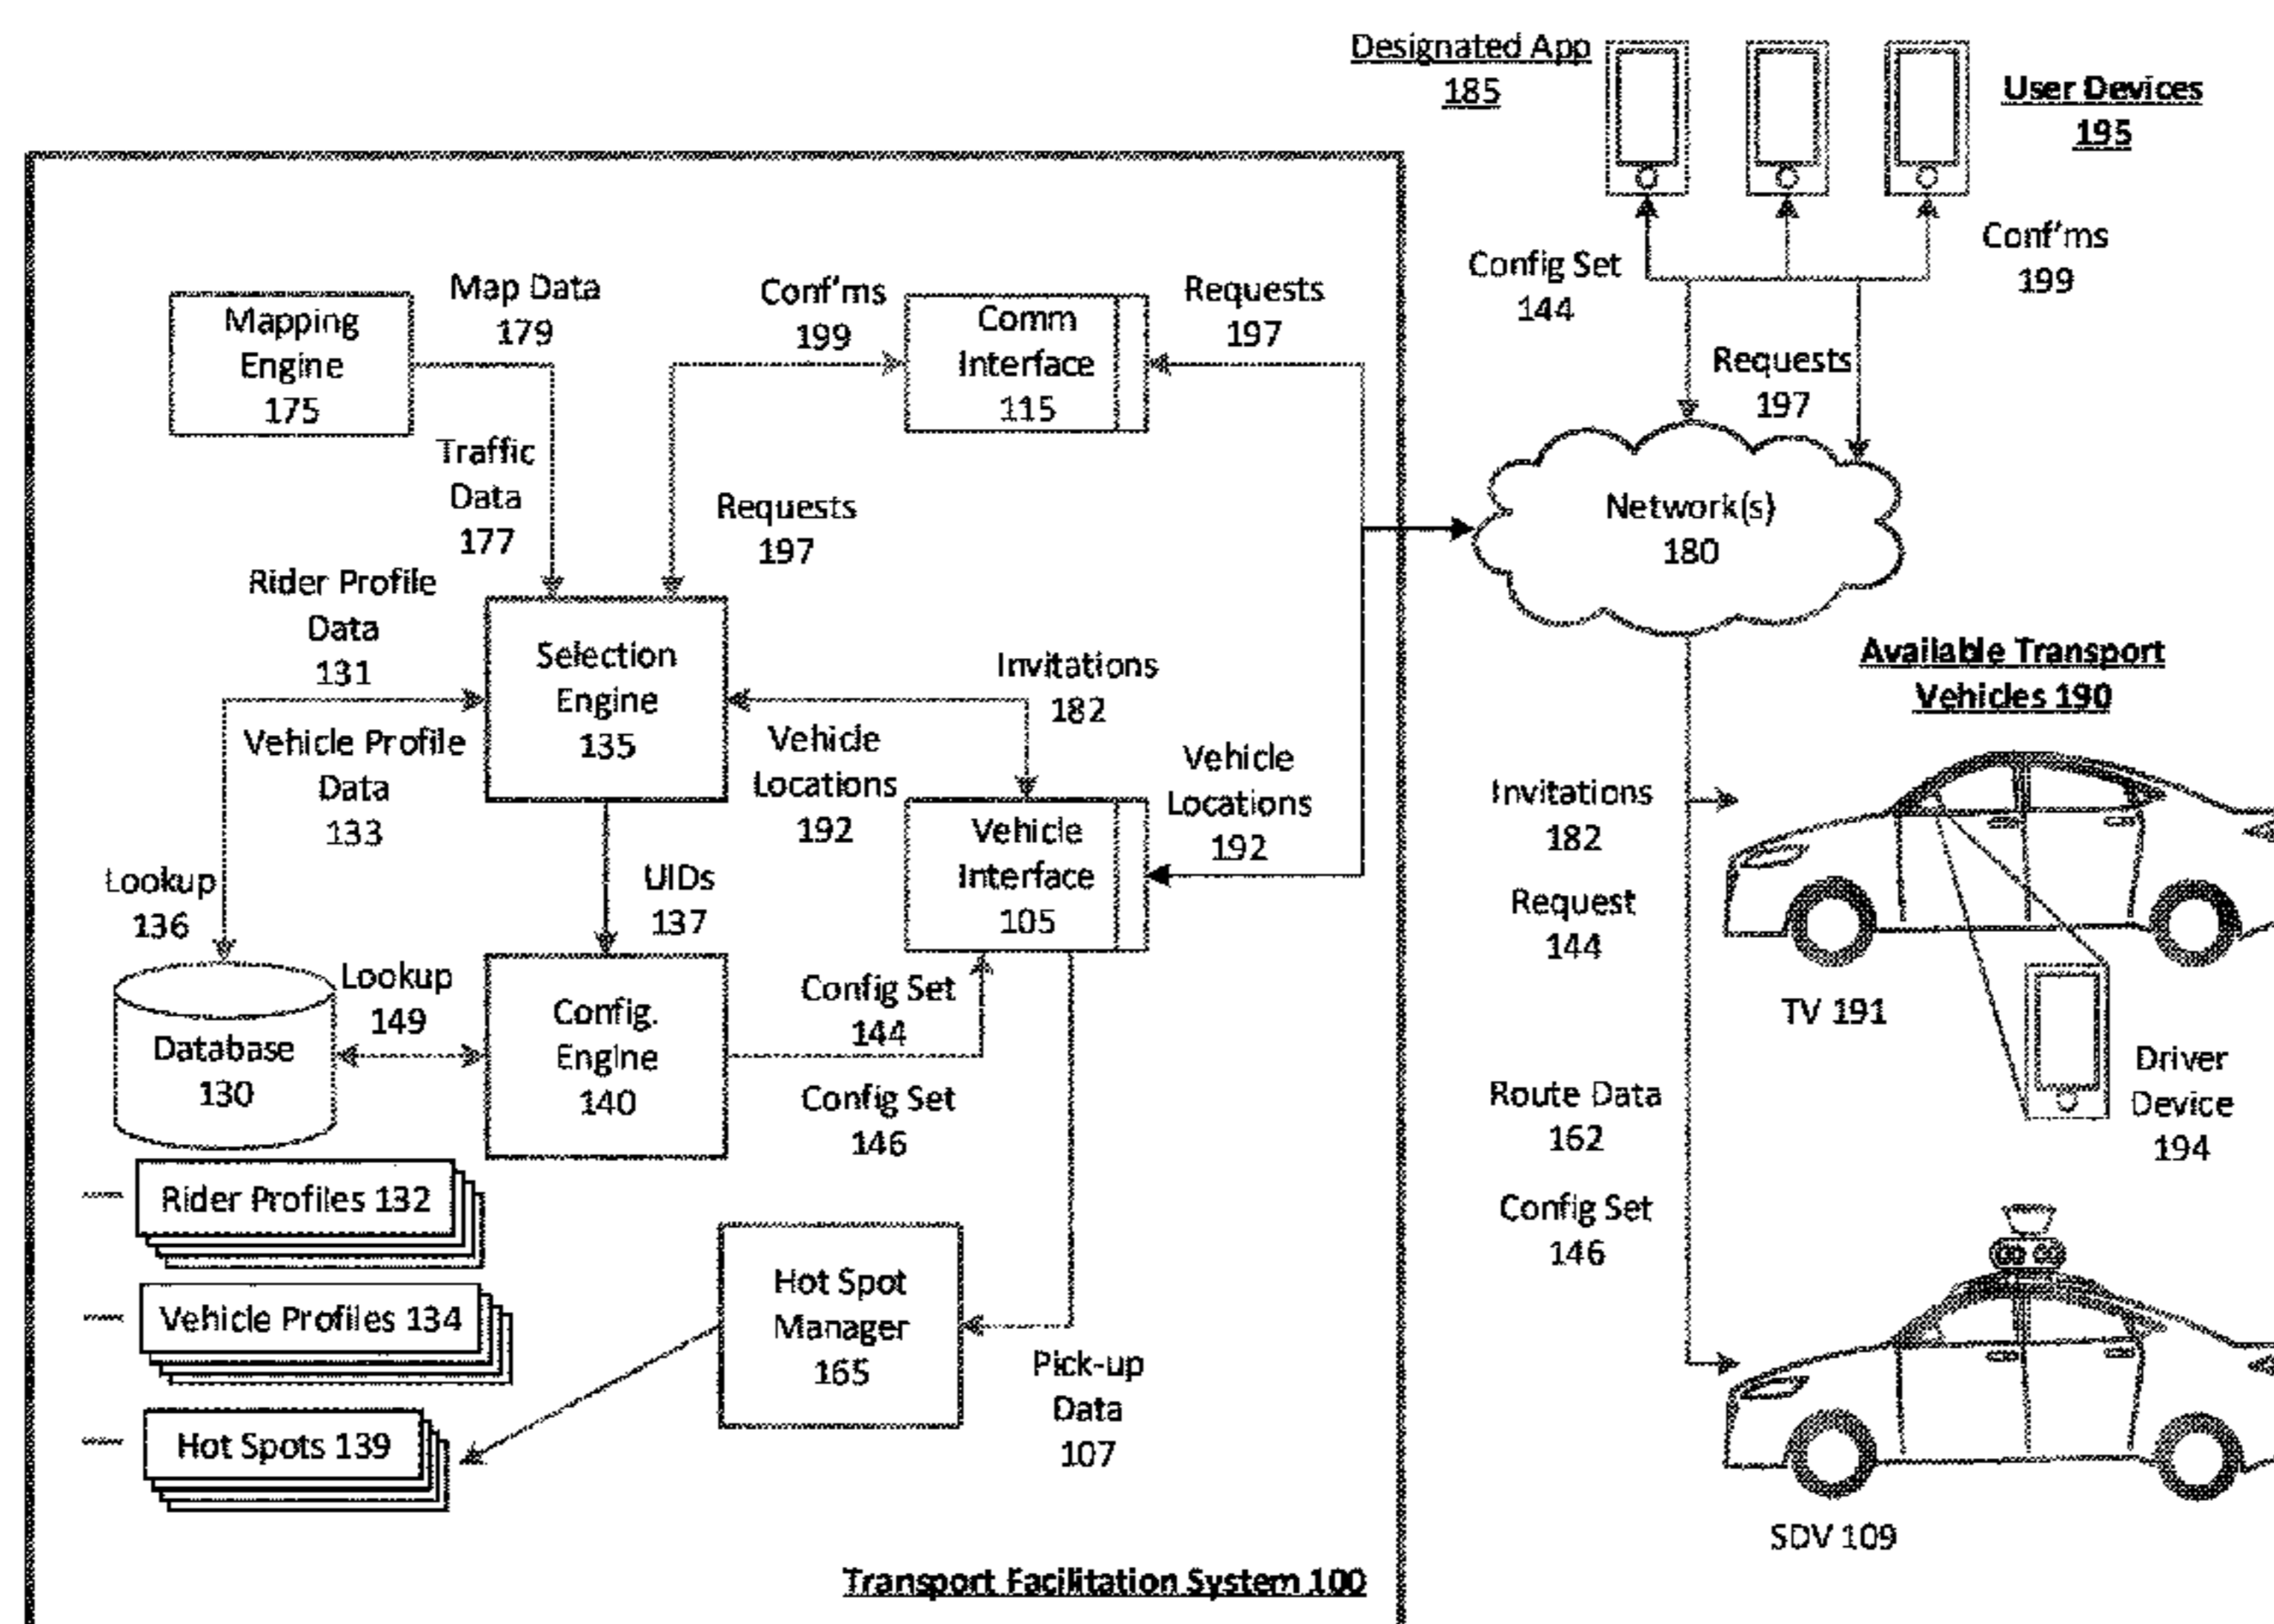 Designated App
185
User Devices
195
Config Set
144
Conf'ms
199
Requests
197
Network(s)
180
Mapping
Engine
175
Map Data
179
Traffic
Data
177
Conf'ms
199
Comm
Interface
115
Requests
197
Requests
197
Rider Profile
Data
131
Vehicle Profile
Data
133
Selection
Engine
135
Invitations
182
Vehicle
Locations
192
Vehicle
Locations
192
Lookup
136
UIDs
137
Vehicle
Interface
105
Database
130
Lookup
149
Config.
Engine
140
Config Set
144
Config Set
146
Rider Profiles 132
Vehicle Profiles 134
Hot Spots 139
Hot Spot
Manager
165
Pick-up
Data
107
Transport Facilitation System 100
Available Transport
Vehicles 190
Invitations
182
Request
144
TV 191
Driver
Device
194
Route Data
162
Config Set
146
SDV 109